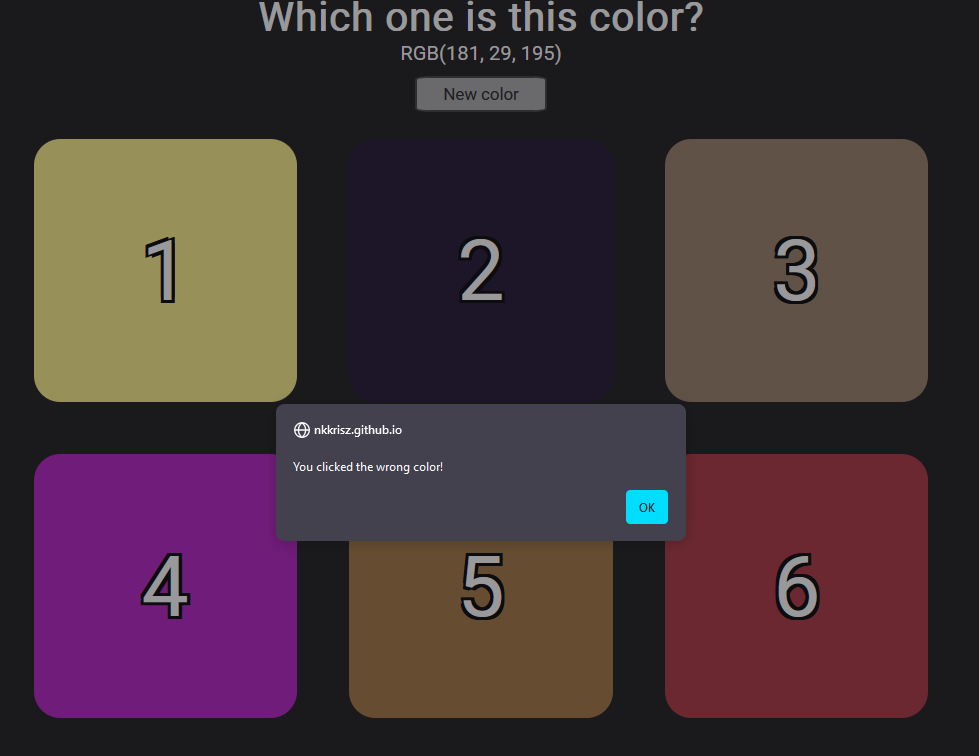 Which one is this color?
RGB(181, 29, 195)
New color
1
2
3
nkkrisz.github.io
You clicked the wrong color!
OK
4
5
6